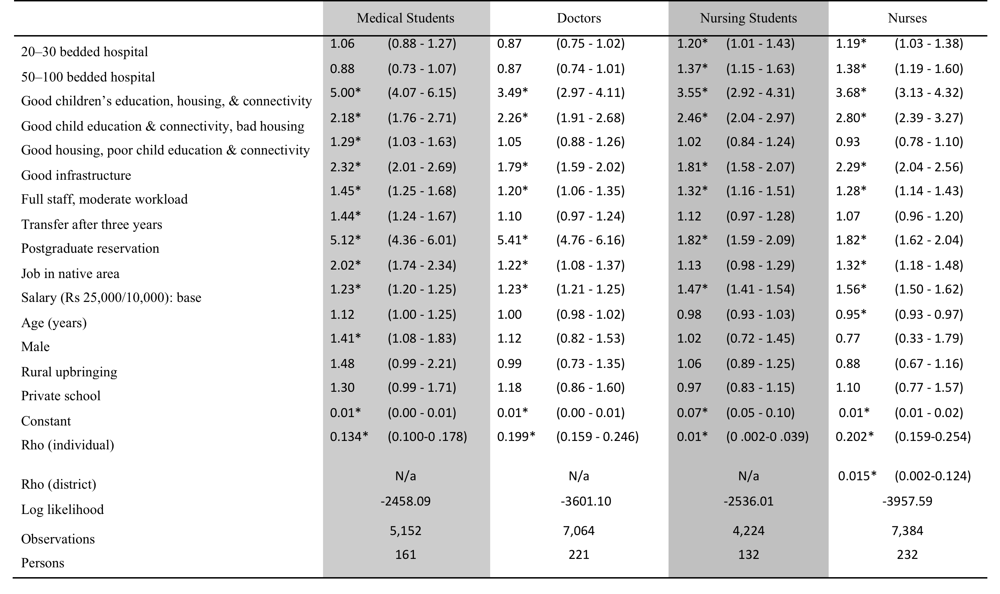 Medical Students Doctors Nursing Students Nurses
20–30 bedded hospital 1.06 (0.88 - 1.27) 0.87 (0.75 - 1.02) 1.20* (1.01 - 1.43) 1.19* (1.03 - 1.38)
50–100 bedded hospital 0.88 (0.73 - 1.07) 0.87 (0.74 - 1.01) 1.37* (1.15 - 1.63) 1.38* (1.19 - 1.60)
Good children’s education, housing, & connectivity 5.00* (4.07 - 6.15) 3.49* (2.97 - 4.11) 3.55* (2.92 - 4.31) 3.68* (3.13 - 4.32)
Good child education & connectivity, bad housing 2.18* (1.76 - 2.71) 2.26* (1.91 - 2.68) 2.46* (2.04 - 2.97) 2.80* (2.39 - 3.27)
Good housing, poor child education & connectivity 1.29* (1.03 - 1.63) 1.05 (0.88 - 1.26) 1.02 (0.84 - 1.24) 0.93 (0.78 - 1.10)
Good infrastructure 2.32* (2.01 - 2.69) 1.79* (1.59 - 2.02) 1.81* (1.58 - 2.07) 2.29* (2.04 - 2.56)
Full staff, moderate workload 1.45* (1.25 - 1.68) 1.20* (1.06 - 1.35) 1.32* (1.16 - 1.51) 1.28* (1.14 - 1.43)
Transfer after three years 1.44* (1.24 - 1.67) 1.10 (0.97 - 1.24) 1.12 (0.97 - 1.28) 1.07 (0.96 - 1.20)
Postgraduate reservation 5.12* (4.36 - 6.01) 5.41* (4.76 - 6.16) 1.82* (1.59 - 2.09) 1.82* (1.62 - 2.04)
Job in native area 2.02* (1.74 - 2.34) 1.22* (1.08 - 1.37) 1.13 (0.98 - 1.29) 1.32* (1.18 - 1.48)
Salary (Rs 25,000/10,000): base 1.23* (1.20 - 1.25) 1.23* (1.21 - 1.25) 1.47* (1.41 - 1.54) 1.56* (1.50 - 1.62)
Age (years) 1.12 (1.00 - 1.25) 1.00 (0.98 - 1.02) 0.98 (0.93 - 1.03) 0.95* (0.93 - 0.97)
Male 1.41* (1.08 - 1.83) 1.12 (0.82 - 1.53) 1.02 (0.72 - 1.45) 0.77 (0.33 - 1.79)
Rural upbringing 1.48 (0.99 - 2.21) 0.99 (0.73 - 1.35) 1.06 (0.89 - 1.25) 0.88 (0.67 - 1.16)
Private school 1.30 (0.99 - 1.71) 1.18 (0.86 - 1.60) 0.97 (0.83 - 1.15) 1.10 (0.77 - 1.57)
Constant 0.01* (0.00 - 0.01) 0.01* (0.00 - 0.01) 0.07* (0.05 - 0.10) 0.01* (0.01 - 0.02)
Rho (individual) 0.134* (0.100-0 .178) 0.199* (0.159 - 0.246) 0.01* (0 .002-0 .039) 0.202* (0.159-0.254)
Rho (district) N/a N/a N/a 0.015* (0.002-0.124)
Log likelihood -2458.09 -3601.10 -2536.01 -3957.59
Observations 5,152 7,064 4,224 7,384
Persons 161 221 132 232